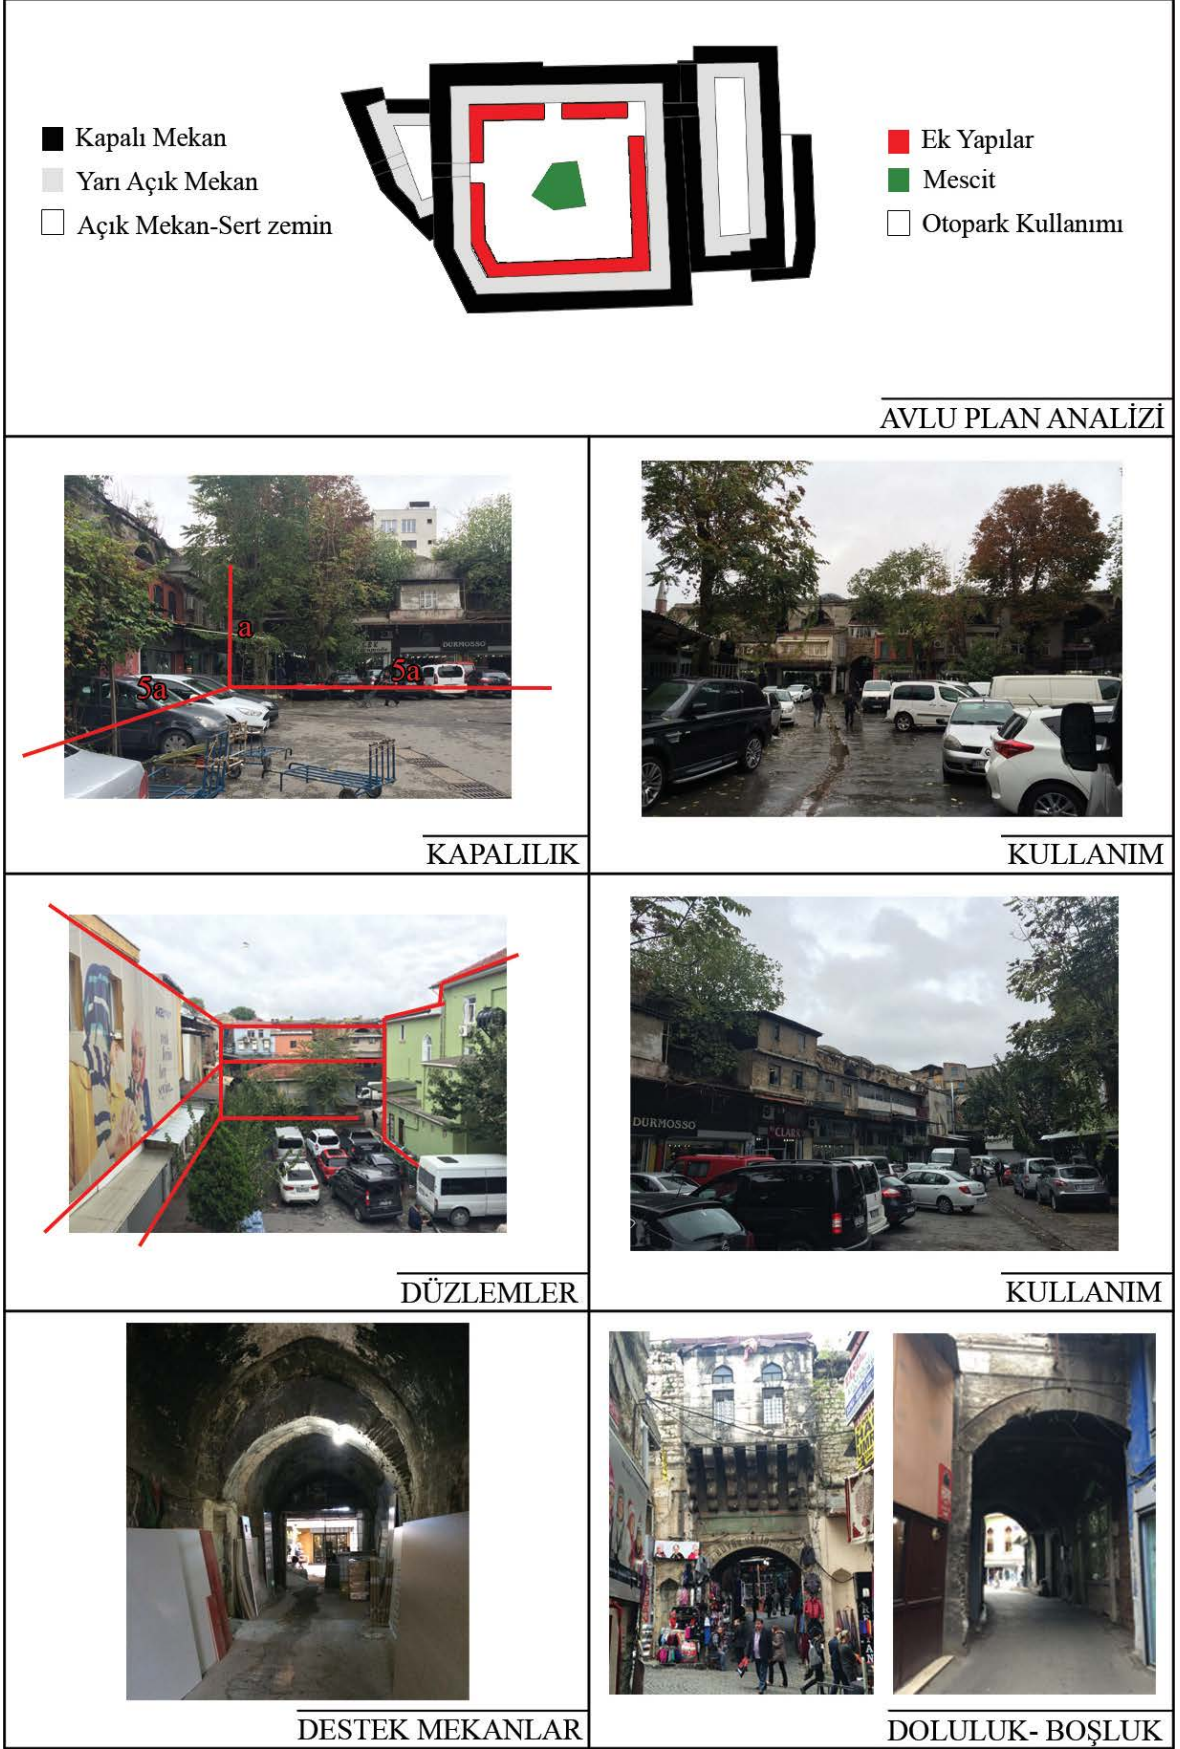 Kapalı Mekan
Yarı Açık Mekan
Açık Mekan-Sert zemin
Ek Yapılar
Mescit
Otopark Kullanımı
AVLU PLAN ANALİZİ
a
5a
5a
DURMOSSO
KAPALILIK
KULLANIM
DÜZLEMLER
DURMOSSO
CLARK
KULLANIM
DESTEK MEKANLAR
DOLULUK- BOŞLUK